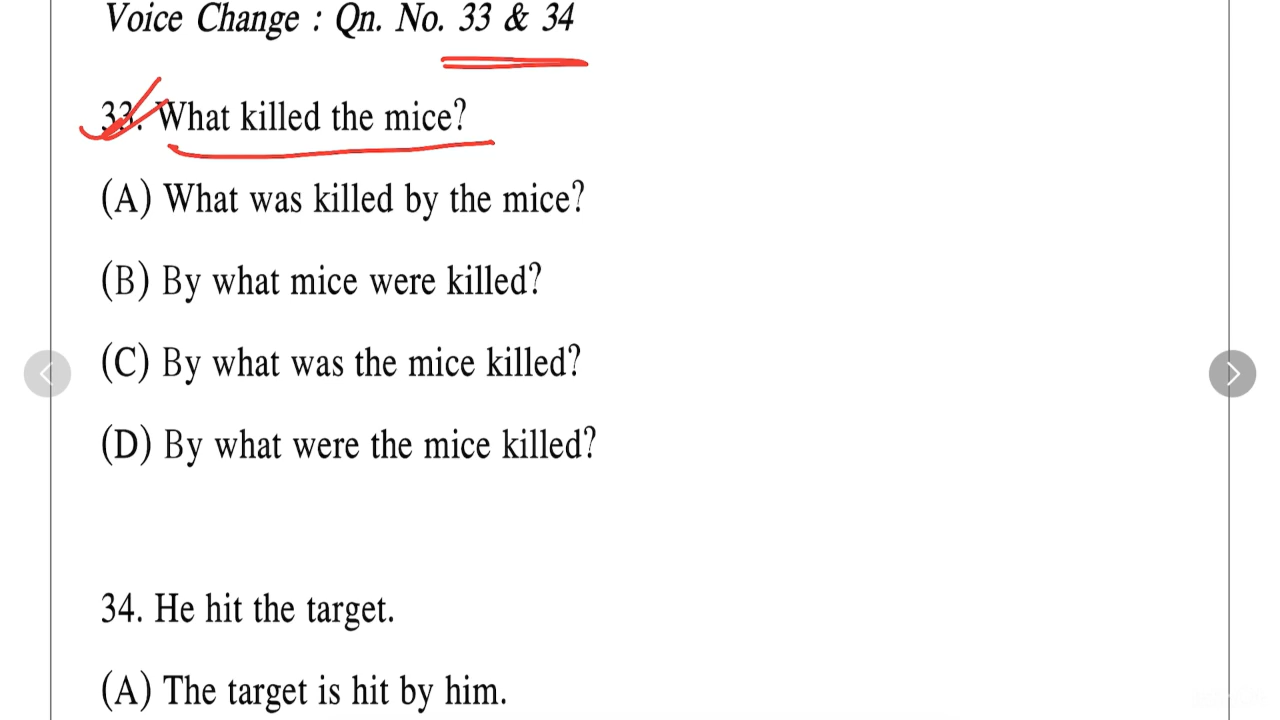 Voice Change : Qn. No. 33 & 34
33. What killed the mice?
(A) What was killed by the mice?
(B) By what mice were killed?
(C) By what was the mice killed?
(D) By what were the mice killed?
34. He hit the target.
(A) The target is hit by him.